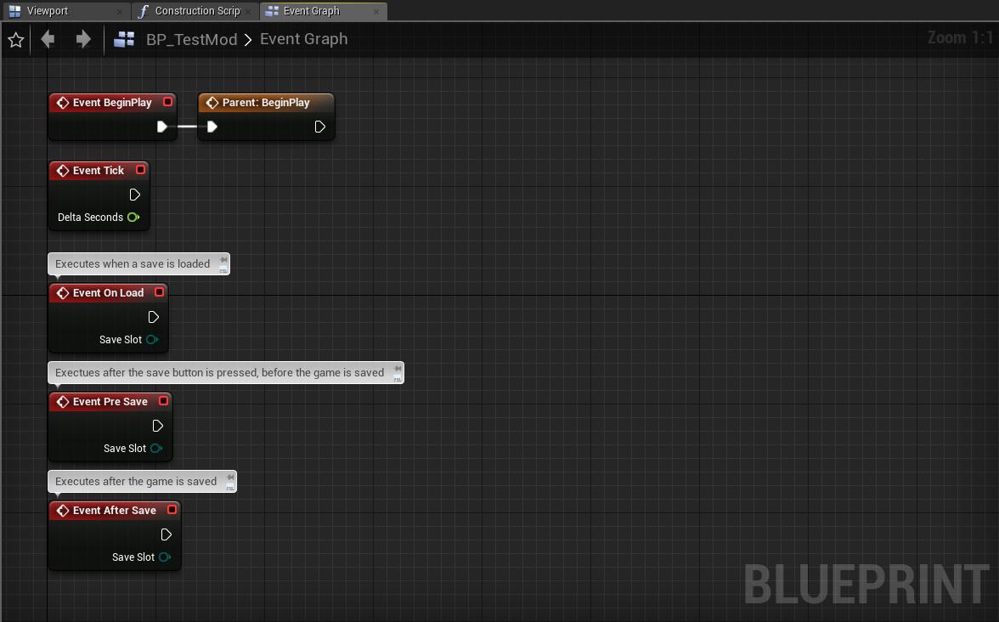 Viewport
Construction Scrip
Event Graph
BP_TestMod > Event Graph
Zoom 1:1
Event BeginPlay
Parent: BeginPlay
Event Tick
Delta Seconds
Executes when a save is loaded
Event On Load
Save Slot
Exectues after the save button is pressed, before the game is saved
Event Pre Save
Save Slot
Executes after the game is saved
Event After Save
Save Slot
BLUEPRINT